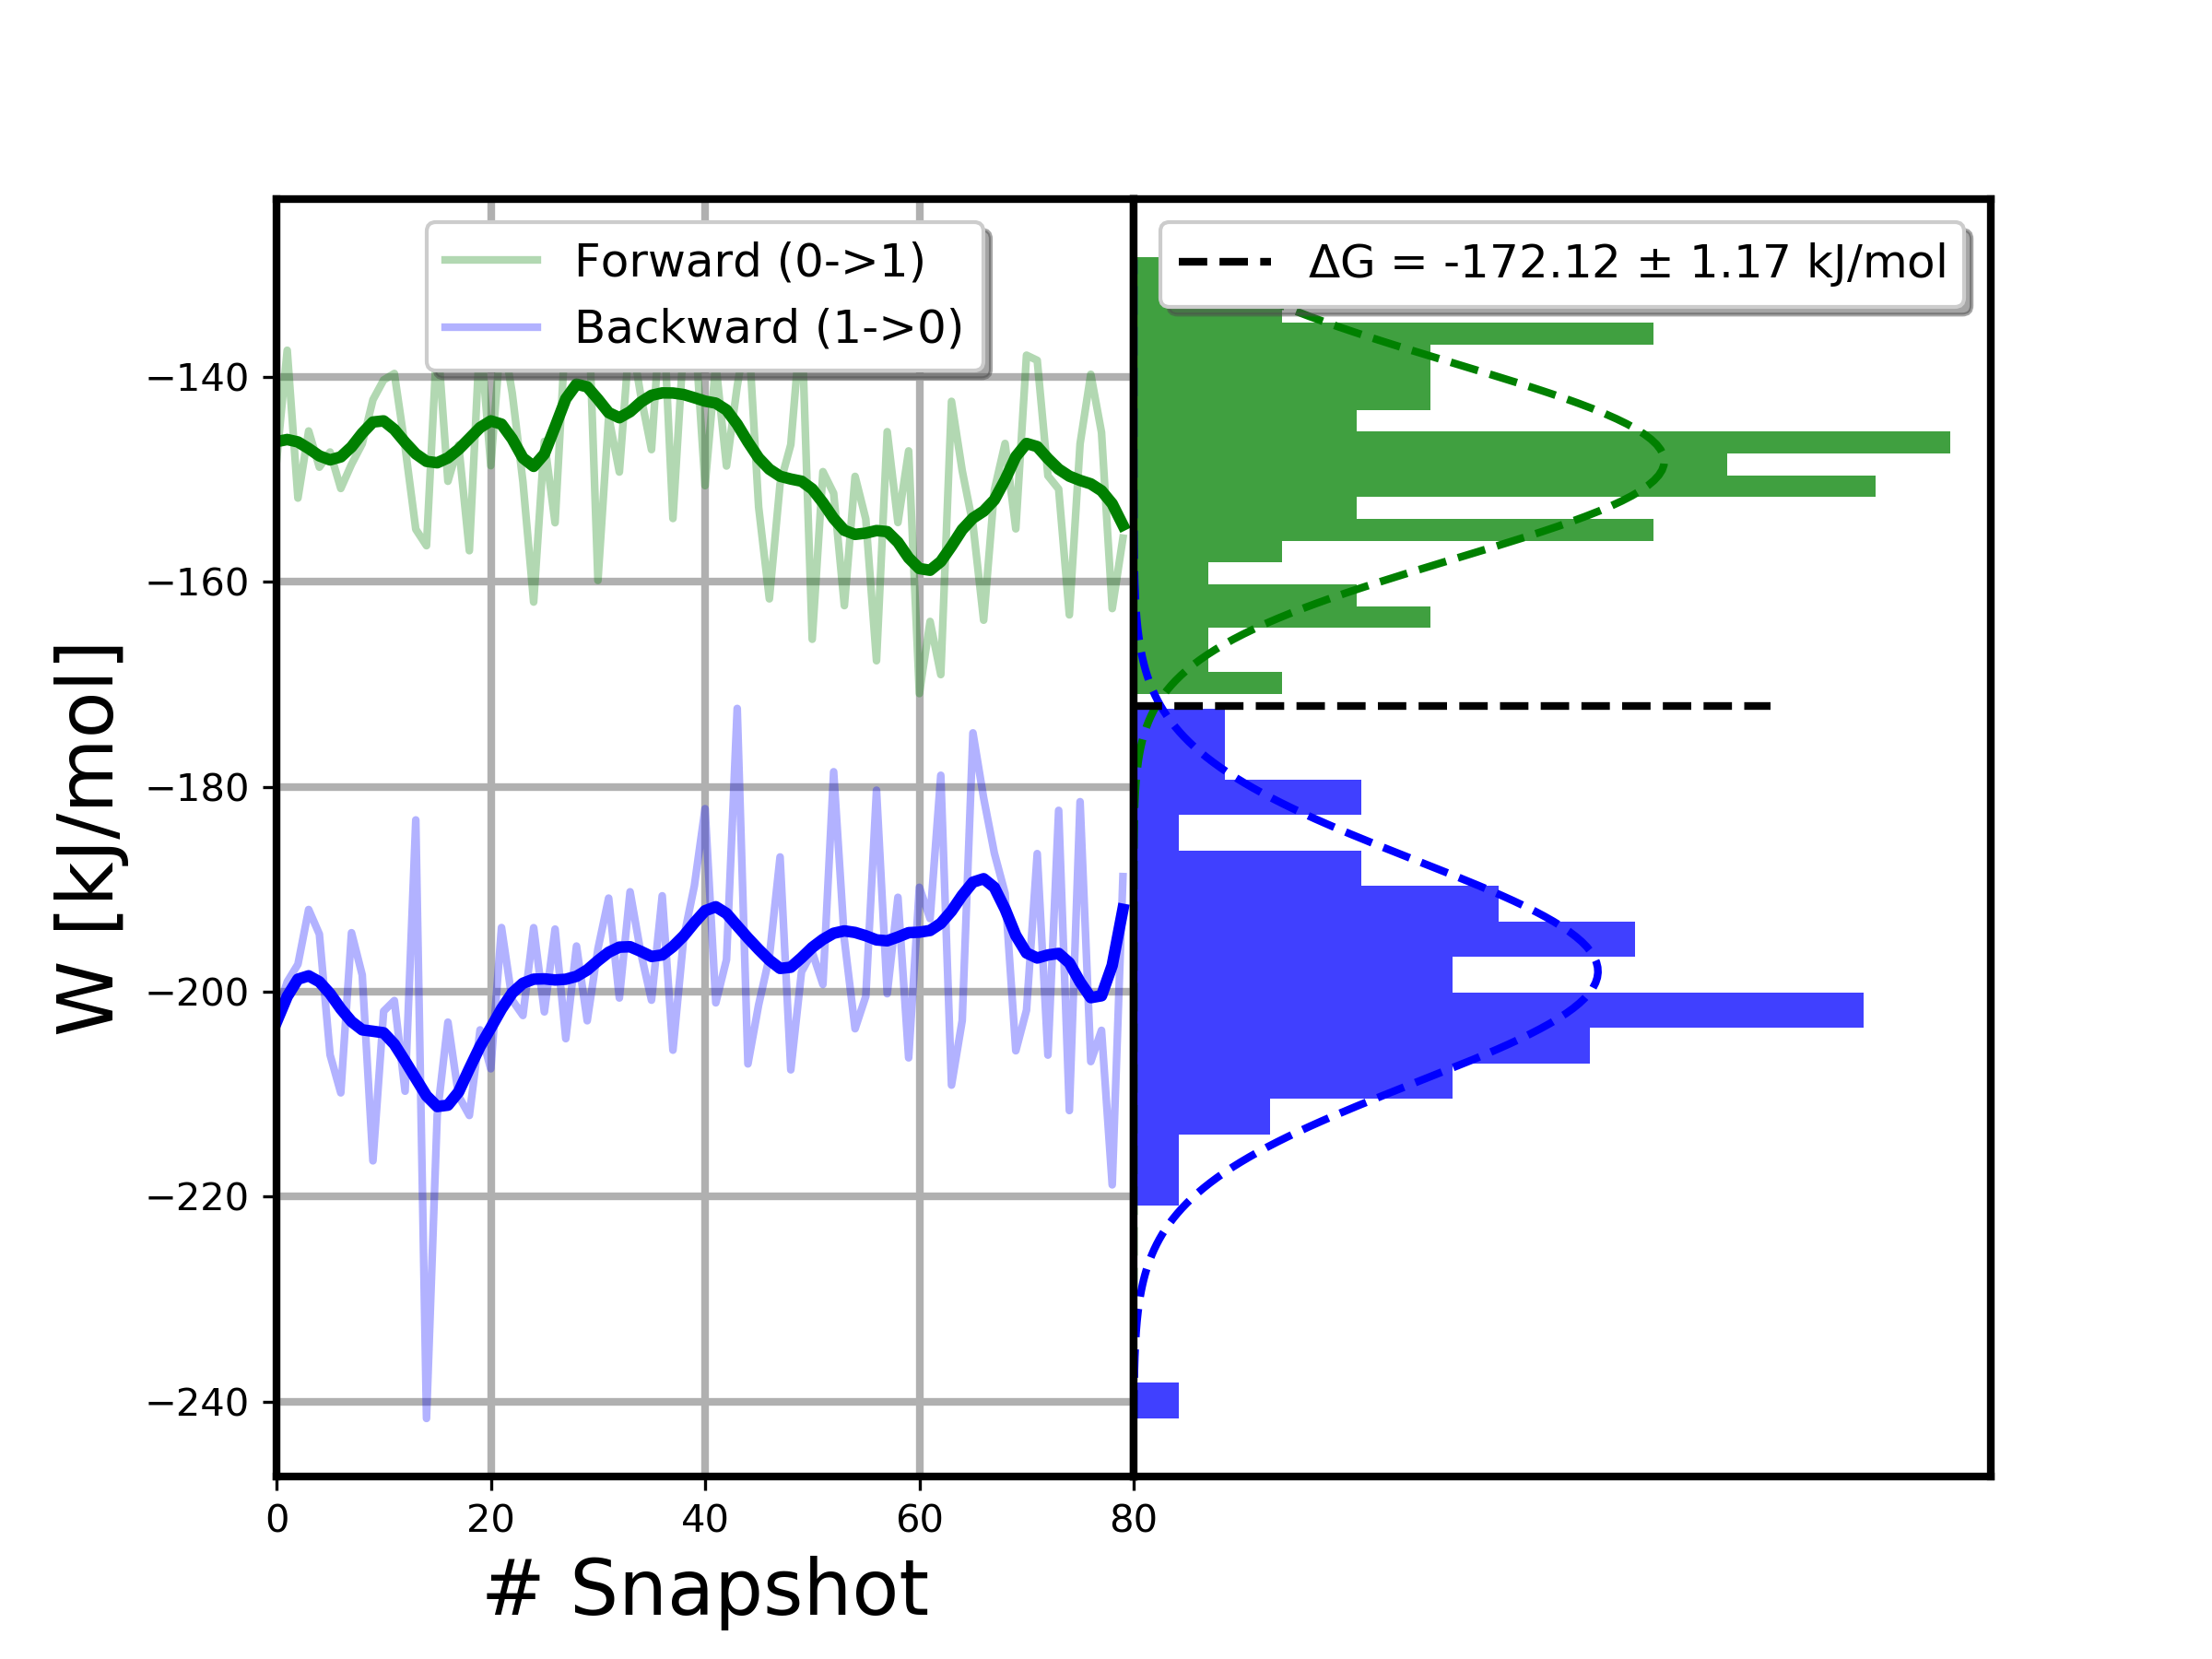 Forward (0->1)
Backward (1->0)
ΔG = -172.12 ± 1.17 kJ/mol
W [kJ/mol]
−140
−160
−180
−200
−220
−240
0 20 40 60 80
# Snapshot